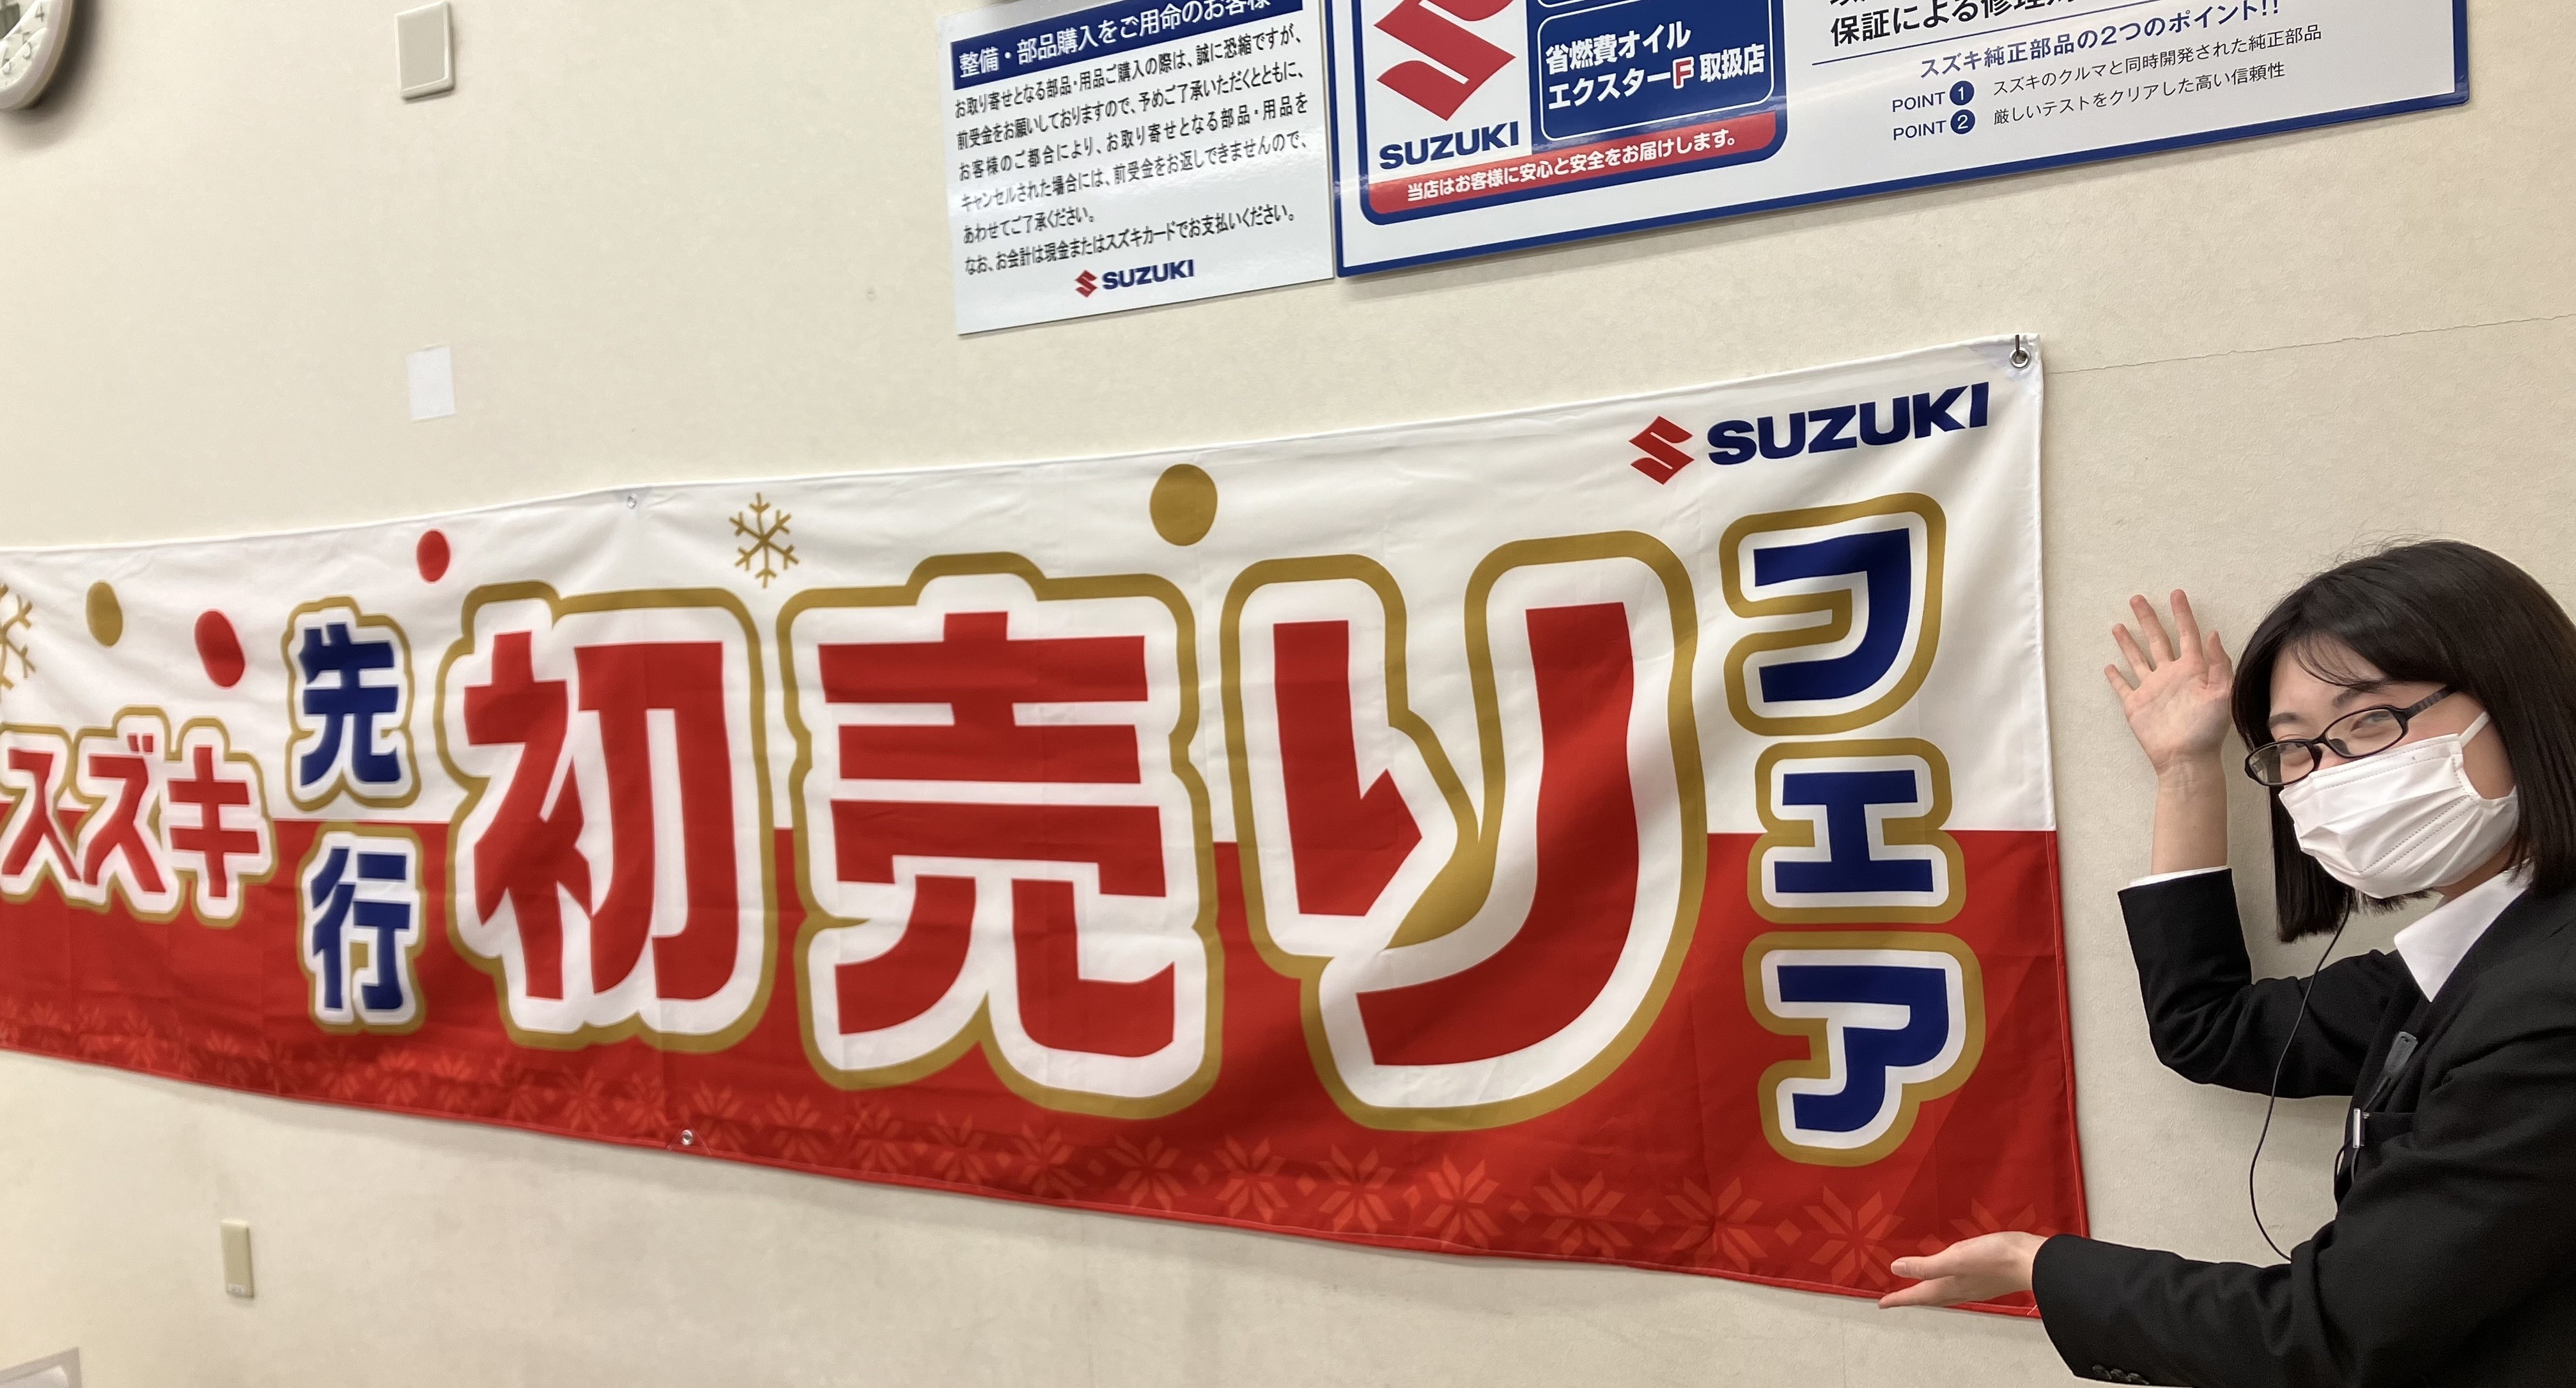 整備・部品購入をご用命のお客様
お取り寄せとなる部品・用品ご購入の際は、誠に恐縮ですが、
前受金をお願いしておりますので、予めご了承いただくとともに、
お客様のご都合により、お取り寄せとなる部品・用品を
キャンセルされた場合には、前受金をお返しできませんので、
あわせてご了承ください。
なお、お会計は現金またはスズキカードでお支払いください。
SUZUKI
省燃費オイル
エクスターF 取扱店
SUZUKI
当店はお客様に安心と安全をお届けします。
保証による修理
スズキ純正部品の2つのポイント!!
POINT 1 スズキのクルマと同時開発された純正部品
POINT 2 厳しいテストをクリアした高い信頼性
SUZUKI
スズキ
先行
初売り
フェア